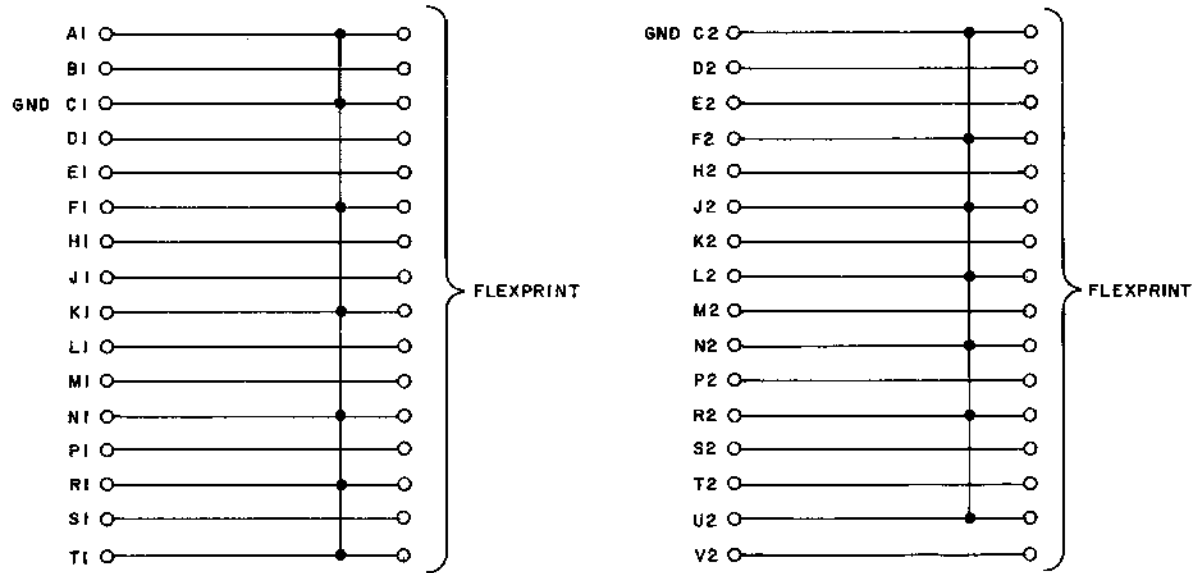 A1
B1
GND C1
D1
E1
F1
H1
J1
K1
L1
M1
N1
P1
R1
S1
T1
FLEXPRINT
GND C2
D2
E2
F2
H2
J2
K2
L2
M2
N2
P2
R2
S2
T2
U2
V2
FLEXPRINT